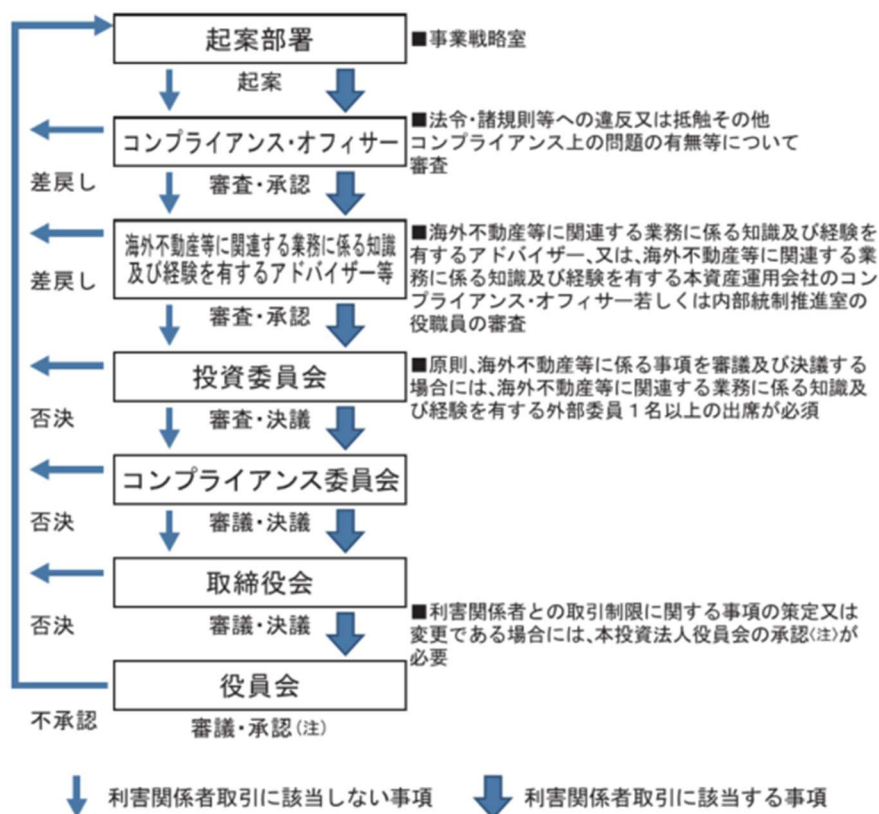 起案部署
■事業戦略室
起案
コンプライアンス・オフィサー
■法令・諸規則等への違反又は抵触その他
コンプライアンス上の問題の有無等について
審査
差戻し
審査・承認
海外不動産等に関連する業務に係る知識
及び経験を有するアドバイザー等
■海外不動産等に関連する業務に係る知識及び経験を
有するアドバイザー、又は、海外不動産等に関連する業
務に係る知識及び経験を有する本資産運用会社のコン
プライアンス・オフィサー若しくは内部統制推進室の
役職員の審査
差戻し
審査・承認
投資委員会
■原則、海外不動産等に係る事項を審議及び決議する
場合には、海外不動産等に関連する業務に係る知識及
び経験を有する外部委員1名以上の出席が必須
否決
審査・決議
コンプライアンス委員会
否決
審議・決議
取締役会
否決
審議・決議
■利害関係者との取引制限に関する事項の策定又は
変更である場合には、本投資法人役員会の承認(注)が
必要
役員会
不承認
審議・承認(注)
利害関係者取引に該当しない事項
利害関係者取引に該当する事項